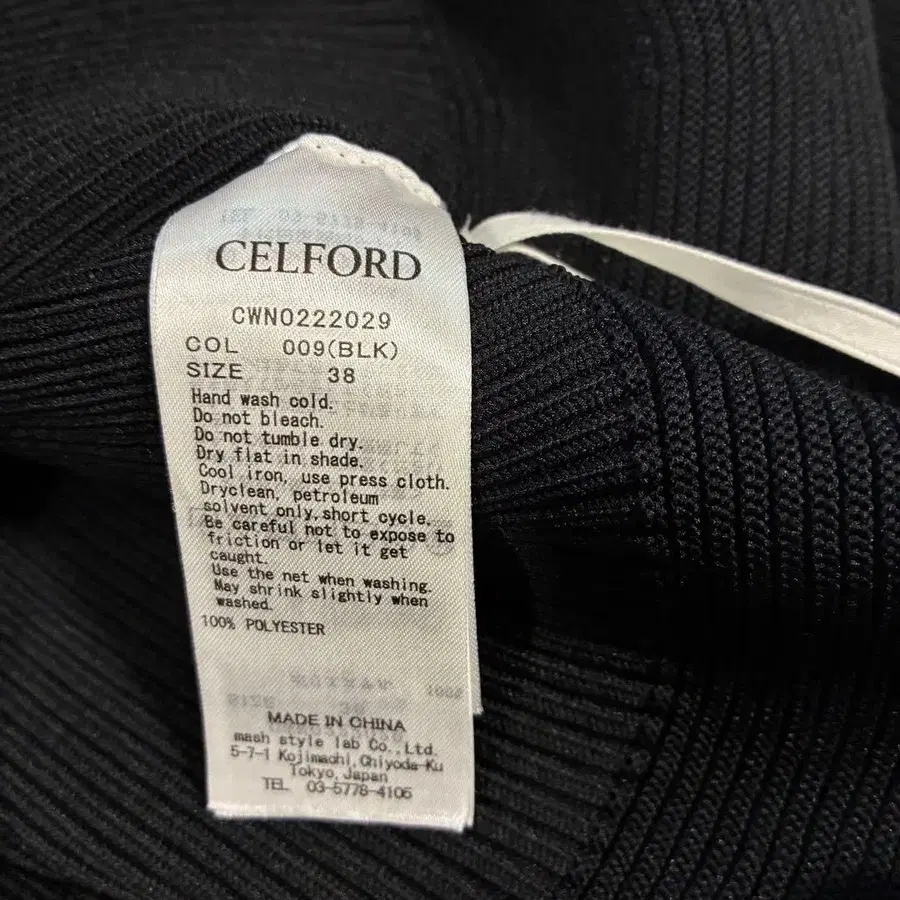 CELFORD
CWNO222029
COL 009(BLK)
SIZE 38
Hand wash cold.
Do not bleach.
Do not tumble dry.
Dry flat in shade.
Cool iron, use press cloth.
Dryclean, petroleum
solvent only, short cycle.
Be careful not to expose to
friction or let it get
caught.
Use the net when washing.
May shrink slightly when
washed.
100% POLYESTER
MADE IN CHINA
mash style lab Co.,Ltd.
5-7-1 Kojimachi,Chiyoda-Ku
Tokyo,Japan
TEL 03-5778-4106